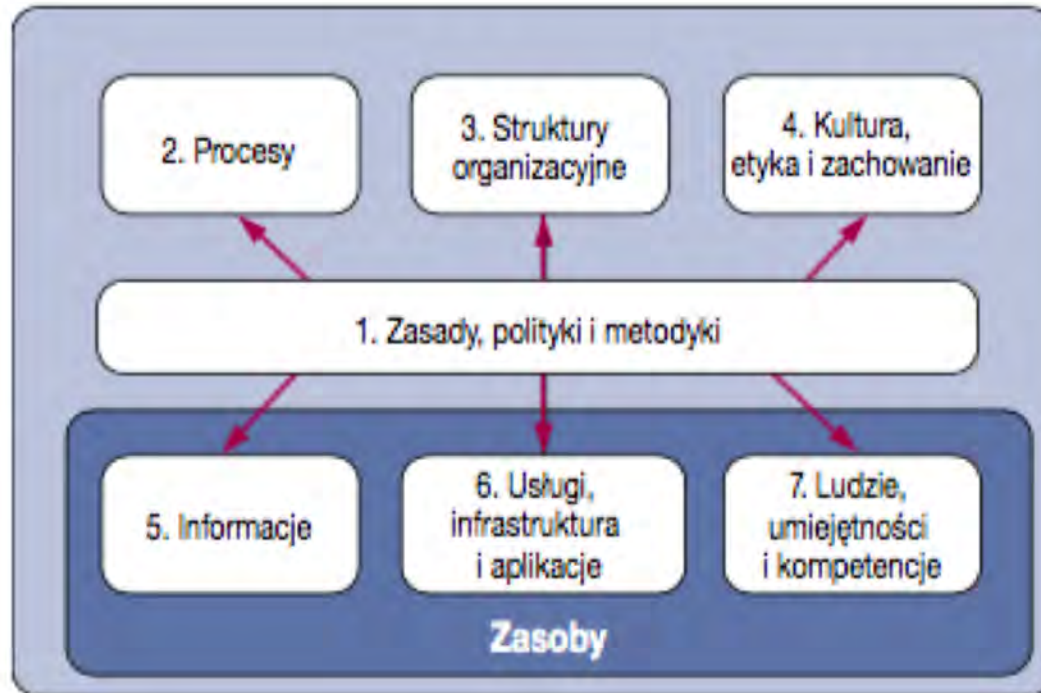 2. Procesy
3. Struktury
organizacyjne
4. Kultura,
etyka i zachowanie
1. Zasady, polityki i metodyki
5. Informacje
6. Usługi,
infrastruktura
i aplikacje
7. Ludzie,
umiejętności
i kompetencje
Zasoby